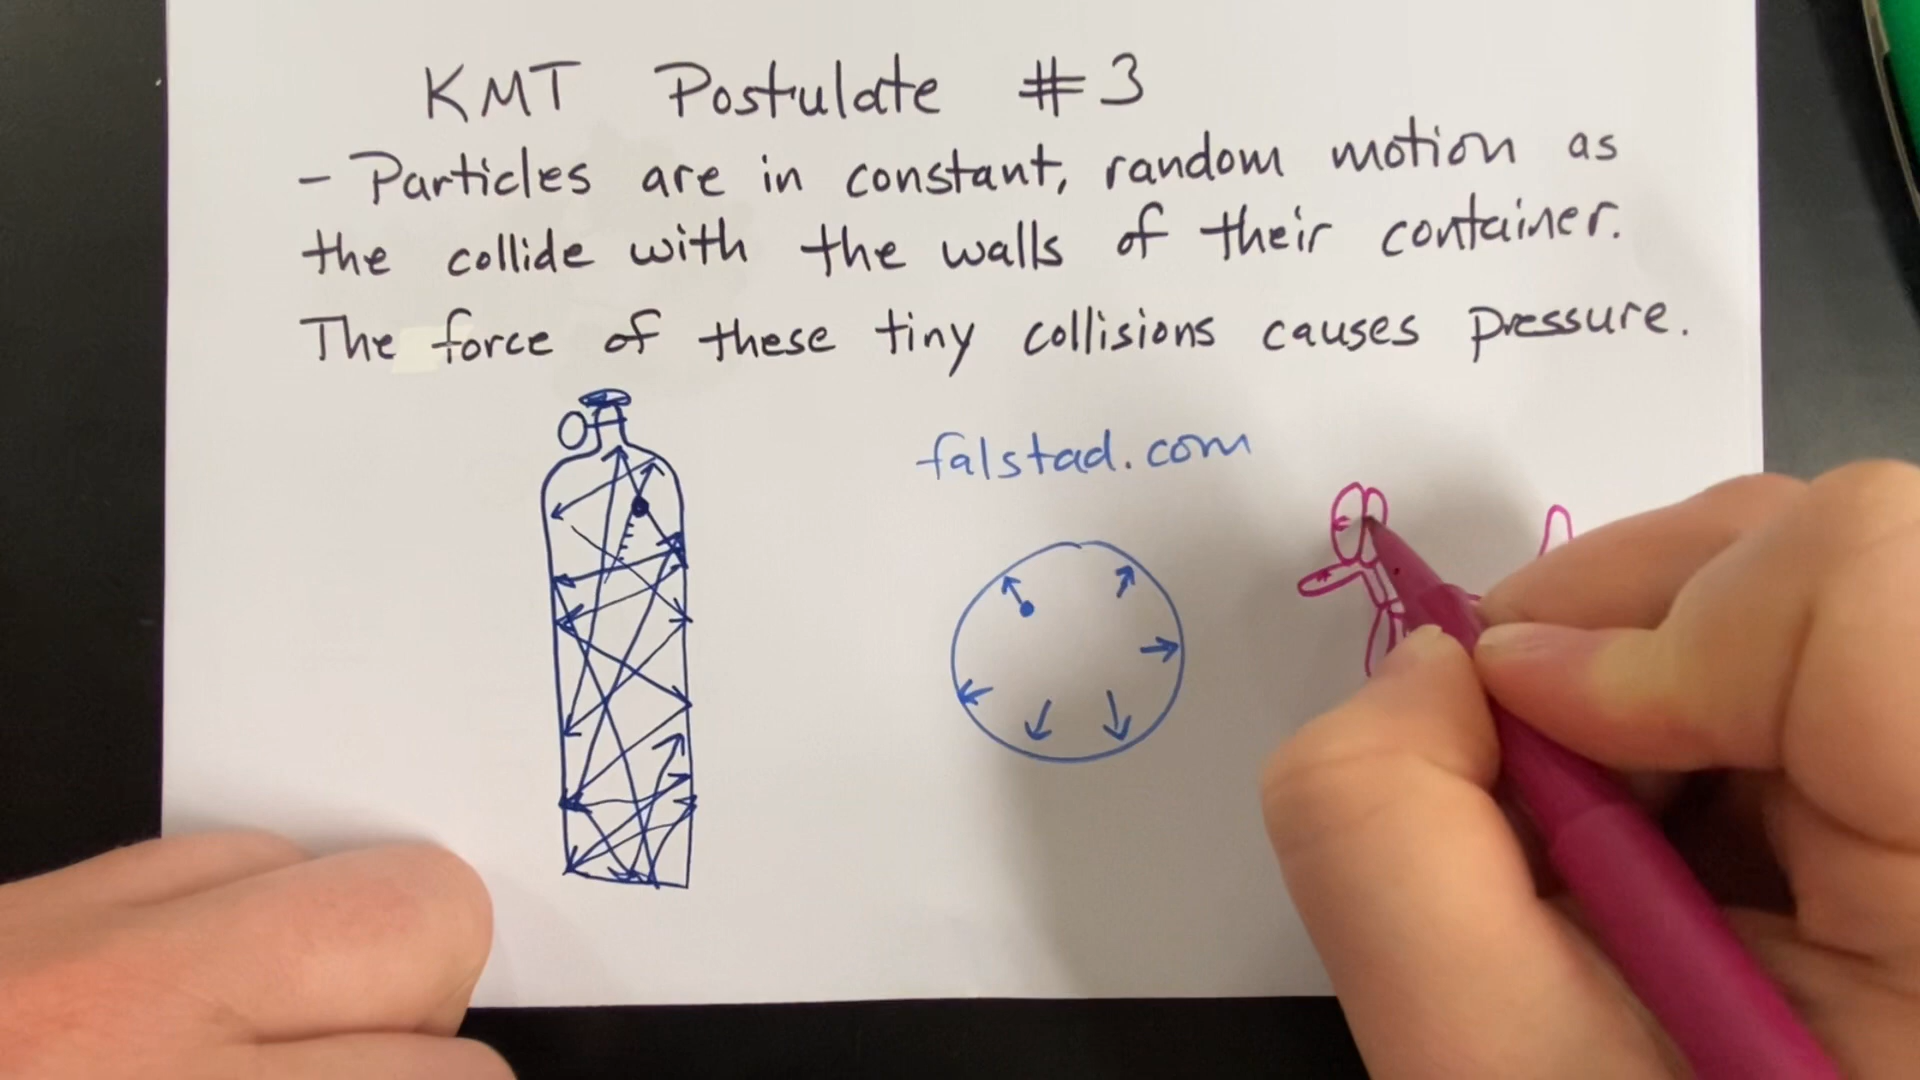 KMT Postulate #3
- Particles are in constant, random motion as
the collide with the walls of their container.
The force of these tiny collisions causes pressure.
falstad.com